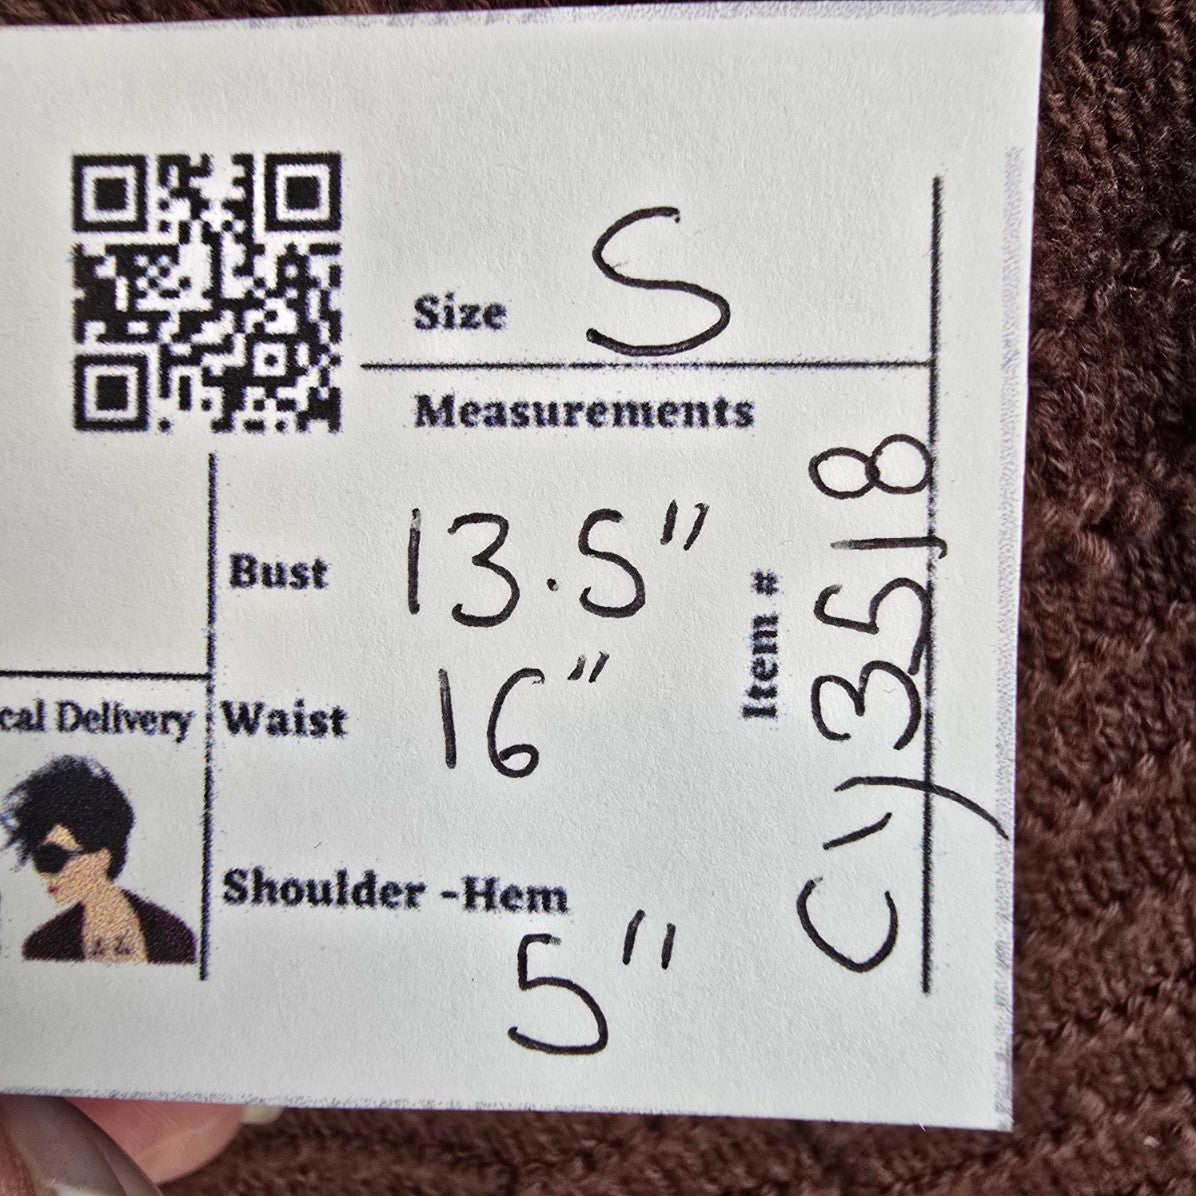 Size S
Measurements
Bust 13.5"
Waist 16"
Shoulder -Hem
5"
Item # CY3518
cal Delivery